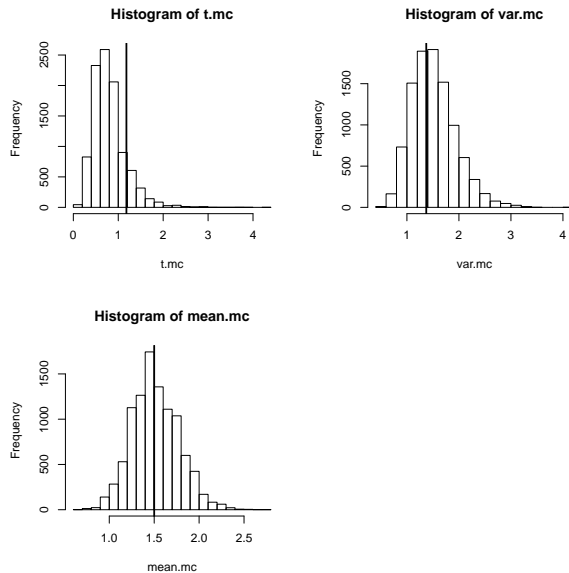 Histogram of t.mc
Frequency
0 500 1500 2500
0 1 2 3 4
t.mc
Histogram of var.mc
Frequency
0 500 1000 1500
1 2 3 4
var.mc
Histogram of mean.mc
Frequency
0 500 1000 1500
1.0 1.5 2.0 2.5
mean.mc